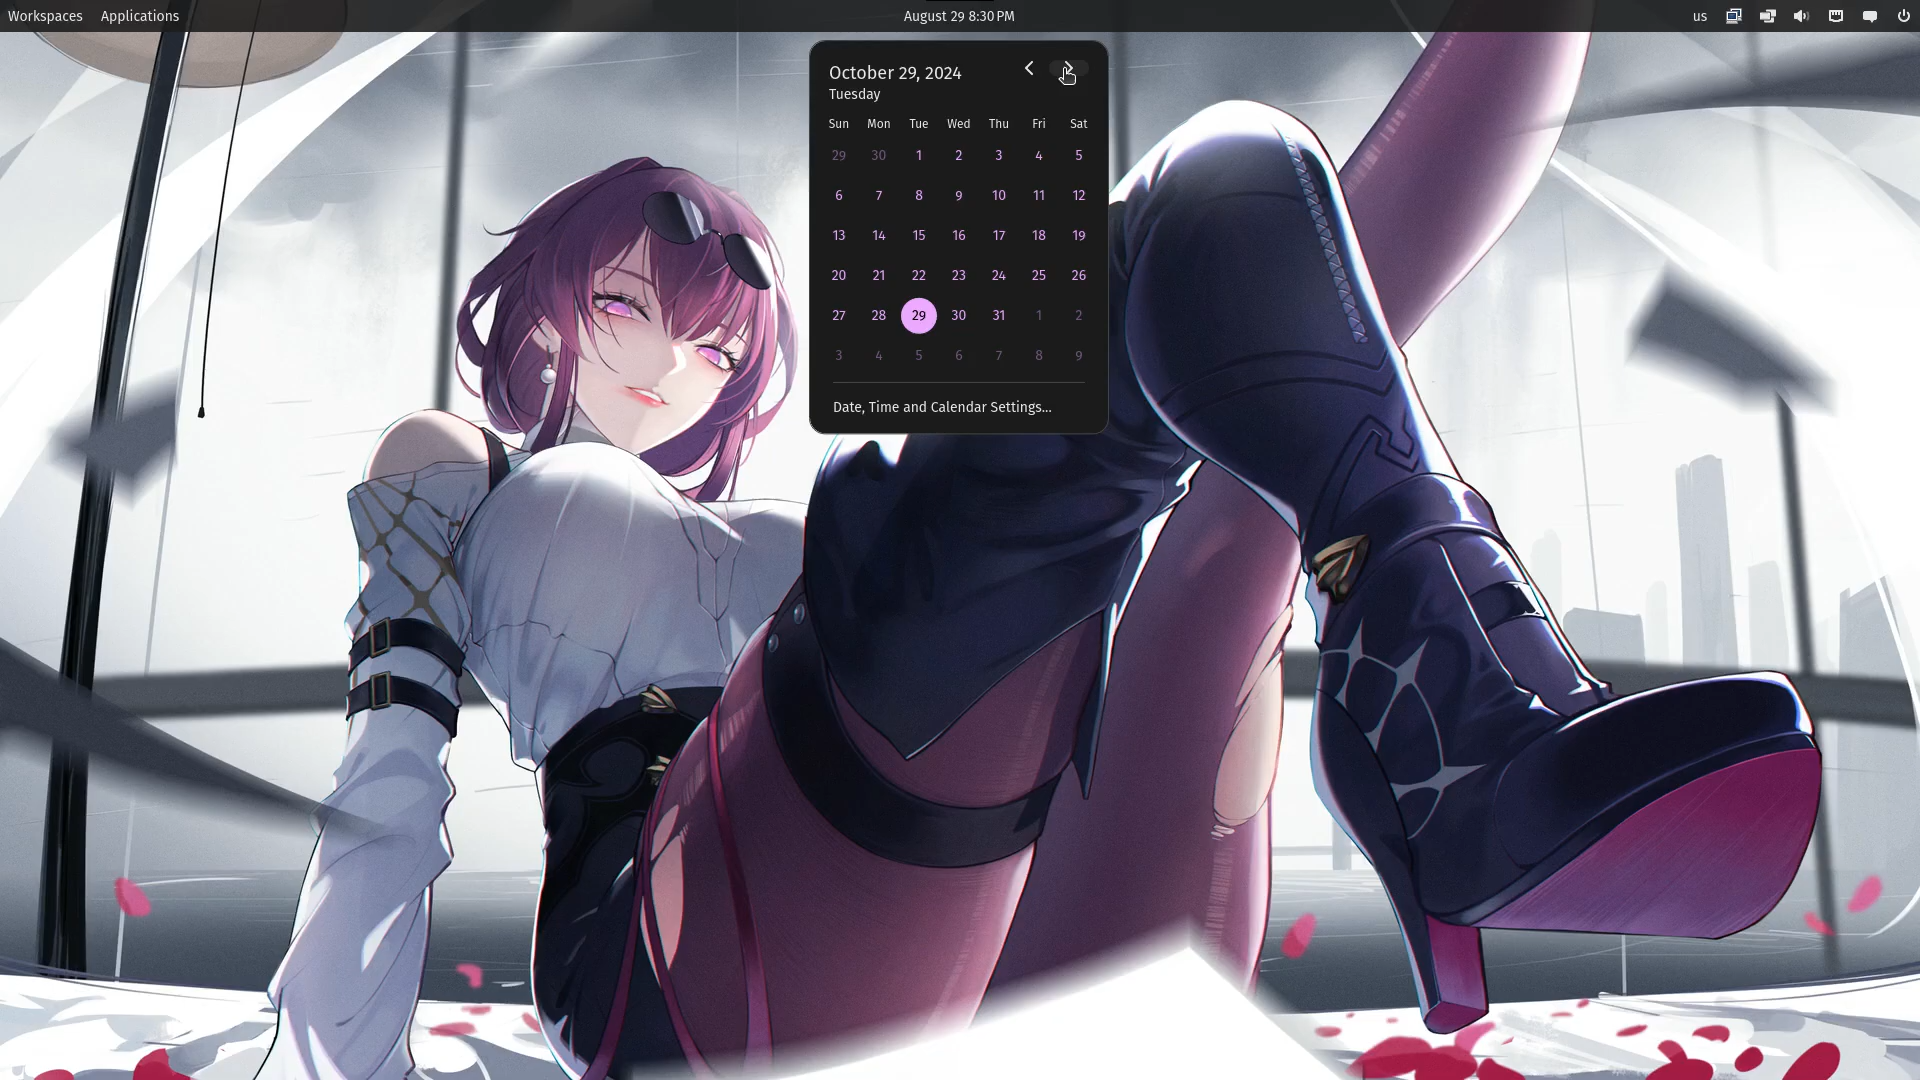 Workspaces Applications August 29 8:30 PM us
October 29, 2024
Tuesday
Sun Mon Tue Wed Thu Fri Sat
29 30 1 2 3 4 5
6 7 8 9 10 11 12
13 14 15 16 17 18 19
20 21 22 23 24 25 26
27 28 29 30 31 1 2
3 4 5 6 7 8 9
Date, Time and Calendar Settings...